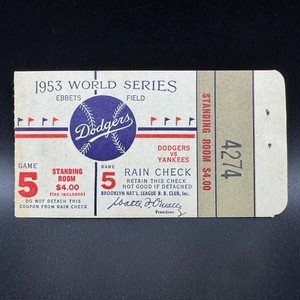 1953 WORLD SERIES
EBBETS FIELD
Dodgers
DODGERS
VS
YANKEES
GAME
5
STANDING
ROOM
$4.00
(TAX INCLUDED)
DO NOT DETACH THIS
COUPON FROM RAIN CHECK
GAME
5
RAIN CHECK
RETAIN THIS CHECK
NOT GOOD IF DETACHED
BROOKLYN NAT'L LEAGUE B. B. CLUB, Inc.
Walter F. O'Malley
President
STANDING
ROOM $4.00
4274